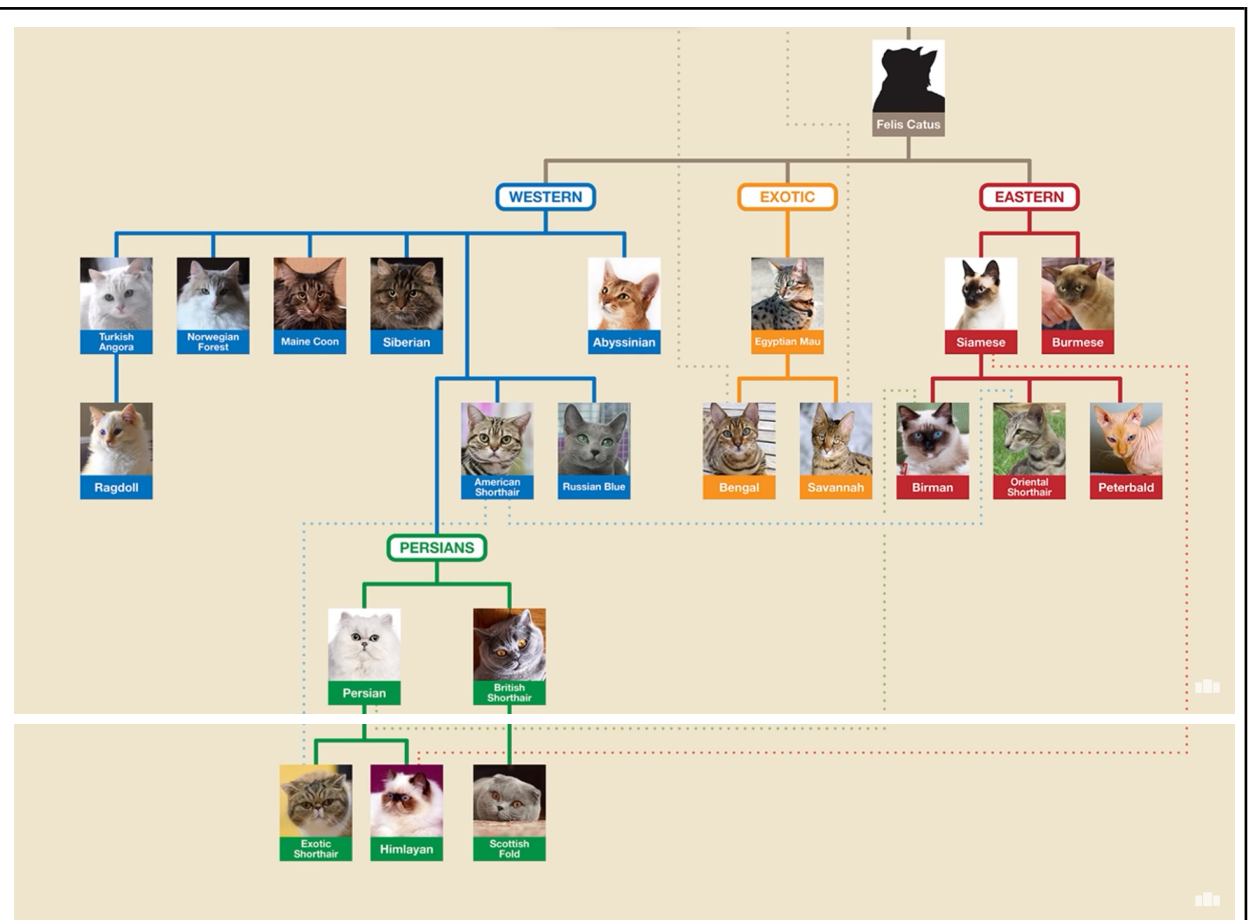 Felis Catus
WESTERN
EXOTIC
EASTERN
Turkish
Angora
Norwegian
Forest
Maine Coon
Siberian
Abyssinian
Egyptian Mau
Siamese
Burmese
Ragdoll
American
Shorthair
Russian Blue
Bengal
Savannah
Birman
Oriental
Shorthair
Peterbald
PERSIANS
Persian
British
Shorthair
Exotic
Shorthair
Himlayan
Scottish
Fold